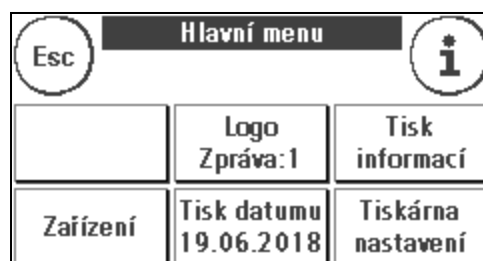 Esc
Hlavní menu
i
Logo
Zpráva:1
Tisk
informací
Zařízení
Tisk datumu
19.06.2018
Tiskárna
nastavení